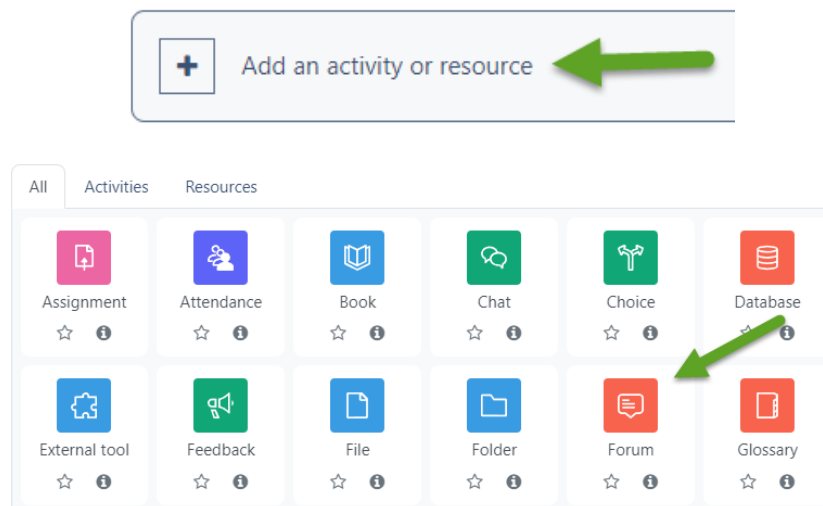 Add an activity or resource
All Activities Resources
Assignment Attendance Book Chat Choice Database
External tool Feedback File Folder Forum Glossary